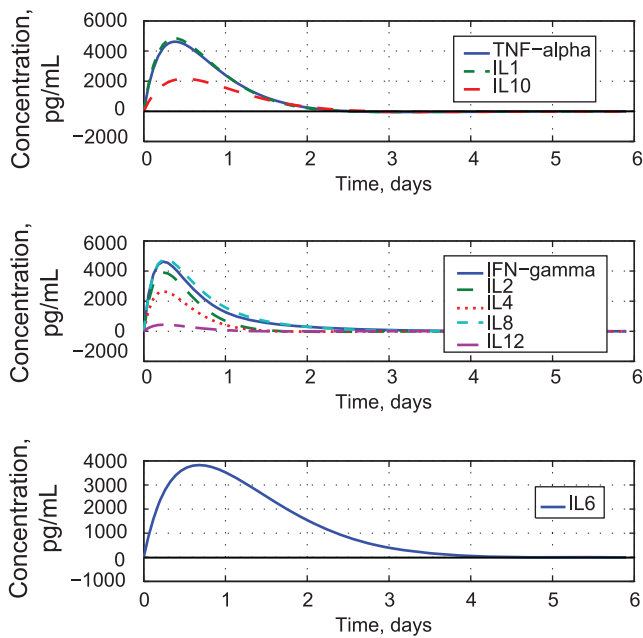 Concentration,
pg/mL
6000
4000
2000
0
−2000
TNF−alpha
IL1
IL10
0 1 2 3 4 5 6
Time, days
Concentration,
pg/mL
6000
4000
2000
0
−2000
IFN−gamma
IL2
IL4
IL8
IL12
0 1 2 3 4 5 6
Time, days
Concentration,
pg/mL
4000
3000
2000
1000
0
−1000
IL6
0 1 2 3 4 5 6
Time, days